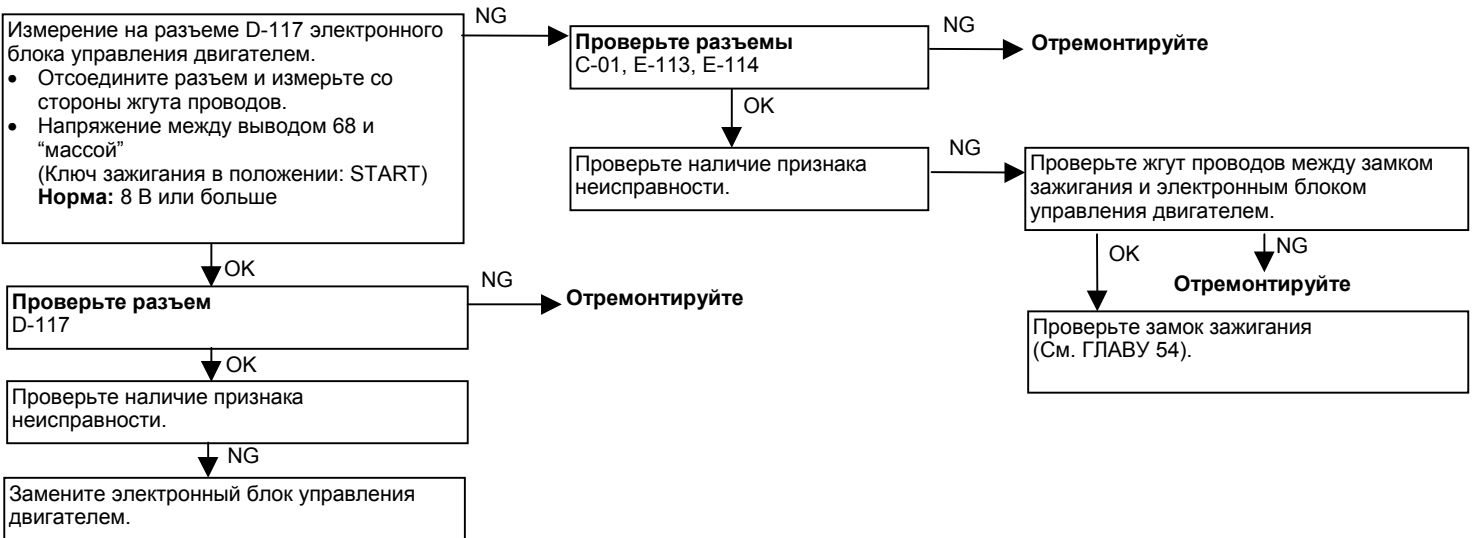 Измерение на разъеме D-117 электронного
блока управления двигателем.
• Отсоедините разъем и измерьте со
стороны жгута проводов.
• Напряжение между выводом 68 и
“массой”
(Ключ зажигания в положении: START)
Норма: 8 В или больше
NG
Проверьте разъемы
C-01, E-113, E-114
NG
Отремонтируйте
OK
Проверьте наличие признака
неисправности.
NG
Проверьте жгут проводов между замком
зажигания и электронным блоком
управления двигателем.
OK
NG
Отремонтируйте
Проверьте замок зажигания
(См. ГЛАВУ 54).
OK
Проверьте разъем
D-117
NG
Отремонтируйте
OK
Проверьте наличие признака
неисправности.
NG
Замените электронный блок управления
двигателем.